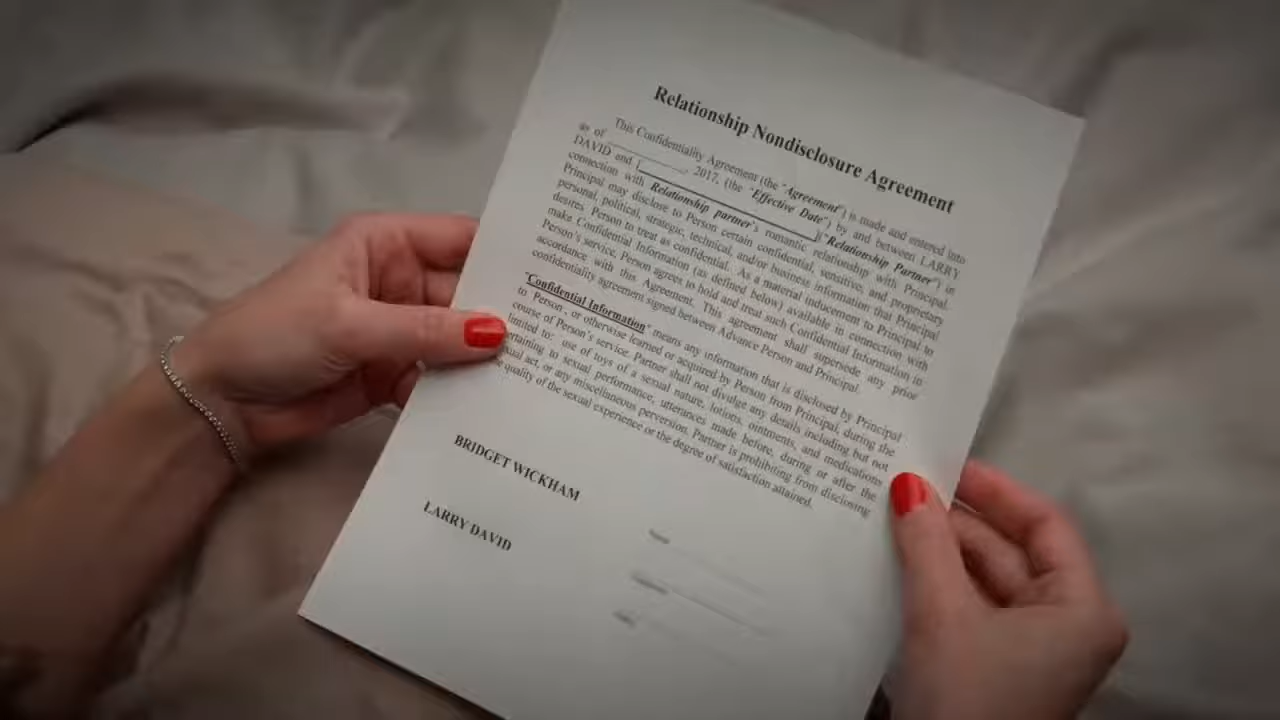 Relationship Nondisclosure Agreement
This Confidentiality Agreement (the "Agreement") is made and entered into
as of ____________, 2017, (the "Effective Date") by and between LARRY
DAVID and [____________________]("Relationship Partner") in
connection with Relationship partner's romantic relationship with Principal.
Principal may disclose to Person certain confidential, sensitive, and proprietary
personal, political, strategic, technical, and/or business information that Principal
desires Person to treat as confidential. As a material inducement to Principal to
make Confidential Information (as defined below) available in connection with
Person's service, Person agrees to hold and treat such Confidential Information in
accordance with this Agreement. This agreement shall supersede any prior
confidentiality agreement signed between Advance Person and Principal.
"Confidential Information" means any information that is disclosed by Principal
to Person, or otherwise learned or acquired by Person from Principal, during the
course of Person's service. Partner shall not divulge any details including but not
limited to: use of toys of a sexual nature, lotions, ointments, and medications
pertaining to sexual performance, utterances made before, during or after the
sexual act, or any miscellaneous perversion. Partner is prohibiting from disclosing
the quality of the sexual experience or the degree of satisfaction attained.
BRIDGET WICKHAM
LARRY DAVID